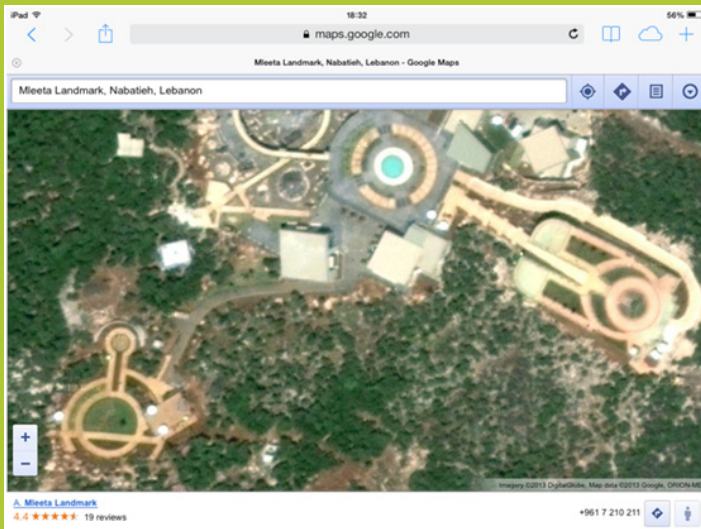 iPad 18:32 56%
maps.google.com
Mleeta Landmark, Nabatieh, Lebanon - Google Maps
Mleeta Landmark, Nabatieh, Lebanon
+
−
Imagery ©2013 DigitalGlobe, Map data ©2013 Google, ORION-ME
A. Mleeta Landmark
4.4 19 reviews
+961 7 210 211